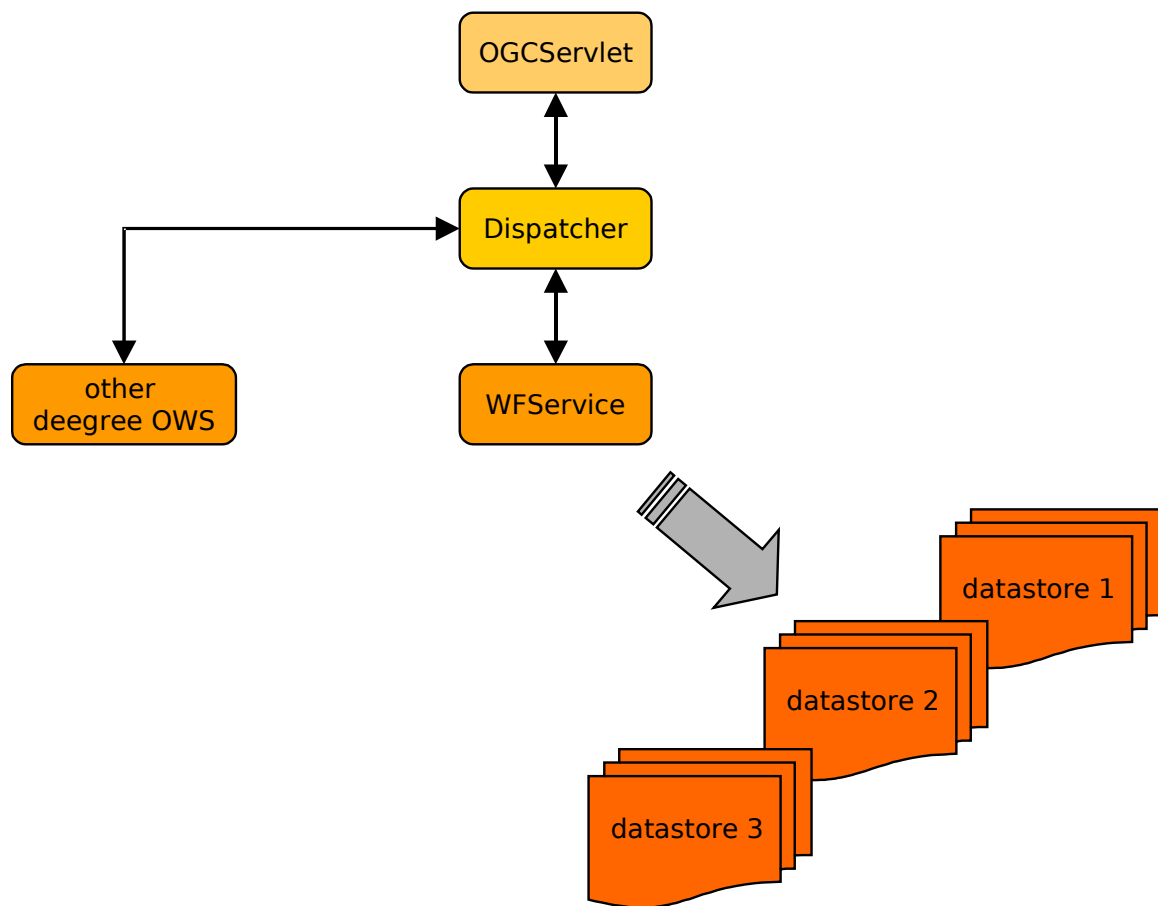 OGCServlet
Dispatcher
other
deegree OWS
WFService
datastore 1
datastore 2
datastore 3